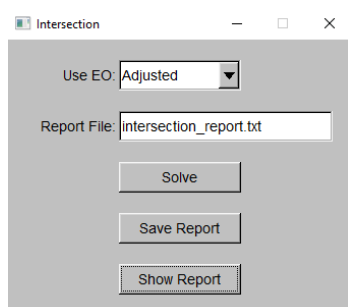 Intersection
Use EO: Adjusted
Report File: intersection_report.txt
Solve
Save Report
Show Report